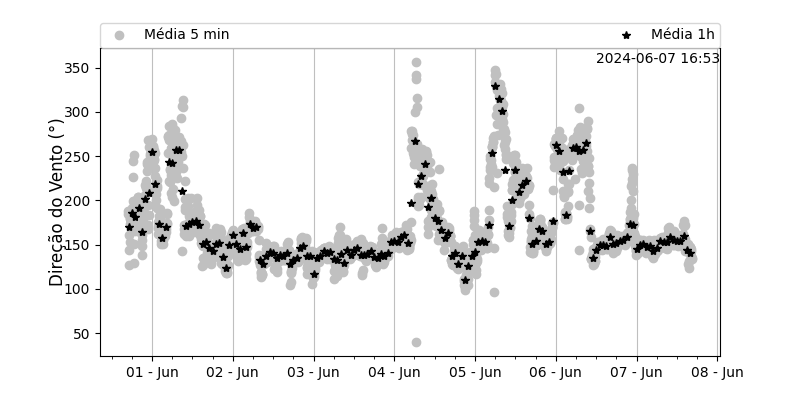 Média 5 min
Média 1h
2024-06-07 16:53
Direção do Vento (°)
350
300
250
200
150
100
50
01 - Jun
02 - Jun
03 - Jun
04 - Jun
05 - Jun
06 - Jun
07 - Jun
08 - Jun